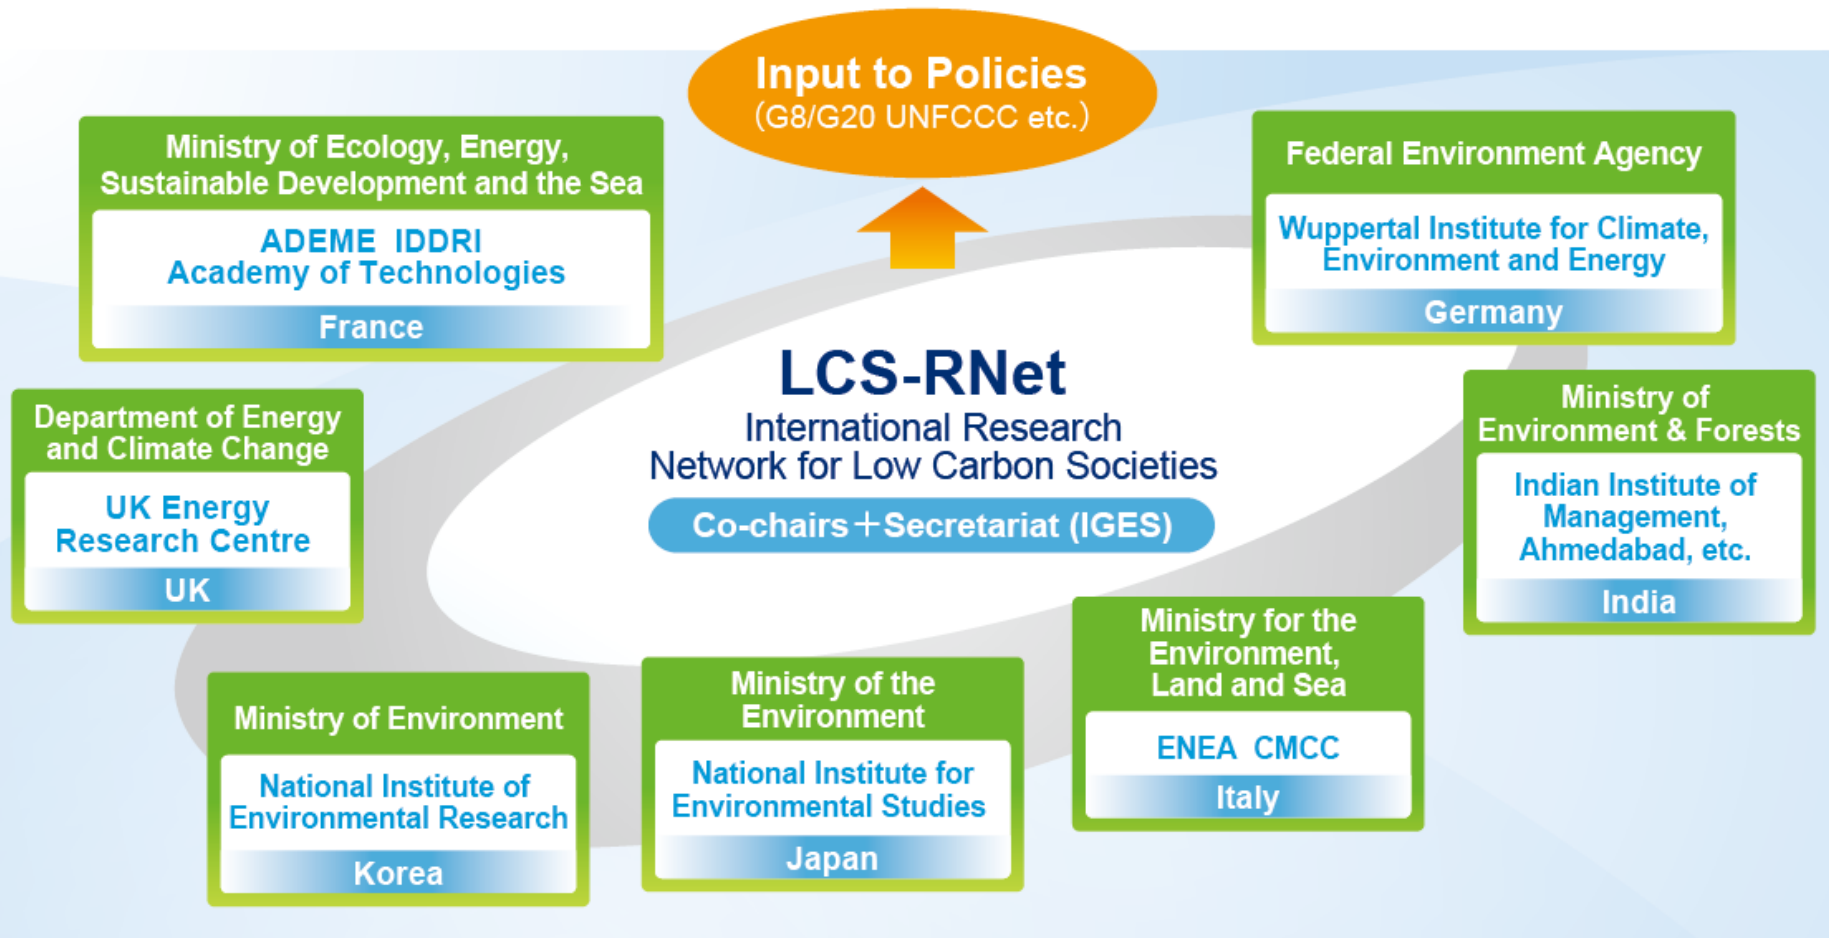 Input to Policies
(G8/G20 UNFCCC etc.)
Ministry of Ecology, Energy,
Sustainable Development and the Sea
ADEME IDDRI
Academy of Technologies
France
Federal Environment Agency
Wuppertal Institute for Climate,
Environment and Energy
Germany
LCS-RNet
International Research
Network for Low Carbon Societies
Co-chairs+Secretariat (IGES)
Department of Energy
and Climate Change
UK Energy
Research Centre
UK
Ministry of
Environment & Forests
Indian Institute of
Management,
Ahmedabad, etc.
India
Ministry of Environment
National Institute of
Environmental Research
Korea
Ministry of the
Environment
National Institute for
Environmental Studies
Japan
Ministry for the
Environment,
Land and Sea
ENEA CMCC
Italy